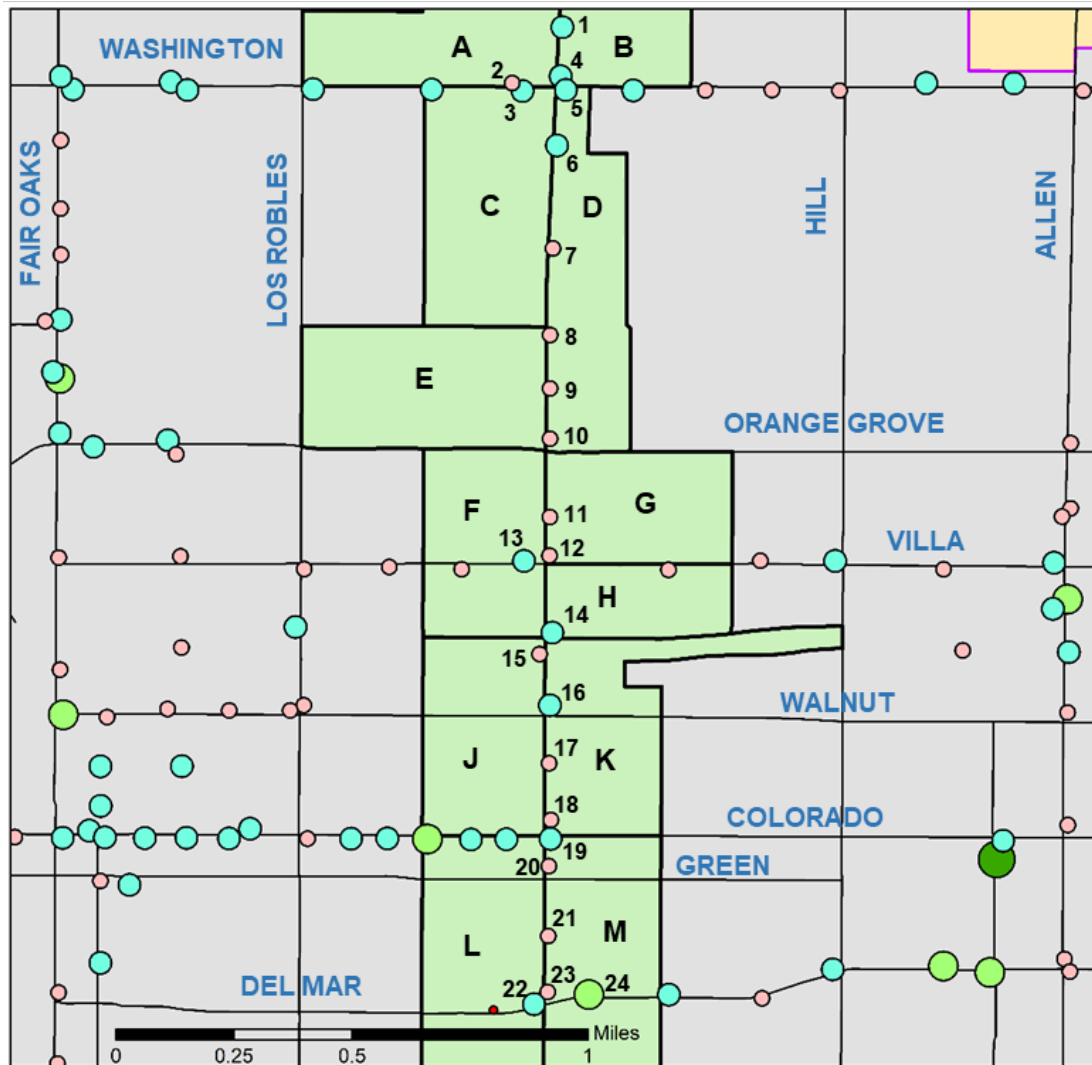 1
A
B
WASHINGTON
2
4
3
5
6
FAIR OAKS
LOS ROBLES
C
D
HILL
ALLEN
7
8
E
9
10
ORANGE GROVE
F
G
11
13
12
VILLA
H
14
15
16
WALNUT
17
J
K
18
COLORADO
19
20
GREEN
21
L
M
DEL MAR
22
23
24
Miles
0
0.25
0.5
1